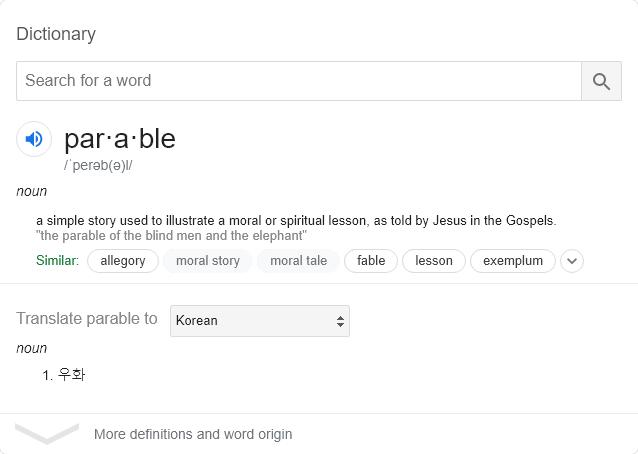 Dictionary
Search for a word
par·a·ble
/ˈperəb(ə)l/
noun
a simple story used to illustrate a moral or spiritual lesson, as told by Jesus in the Gospels.
"the parable of the blind men and the elephant"
Similar: allegory moral story moral tale fable lesson exemplum
Translate parable to Korean
noun
1. 우화
More definitions and word origin